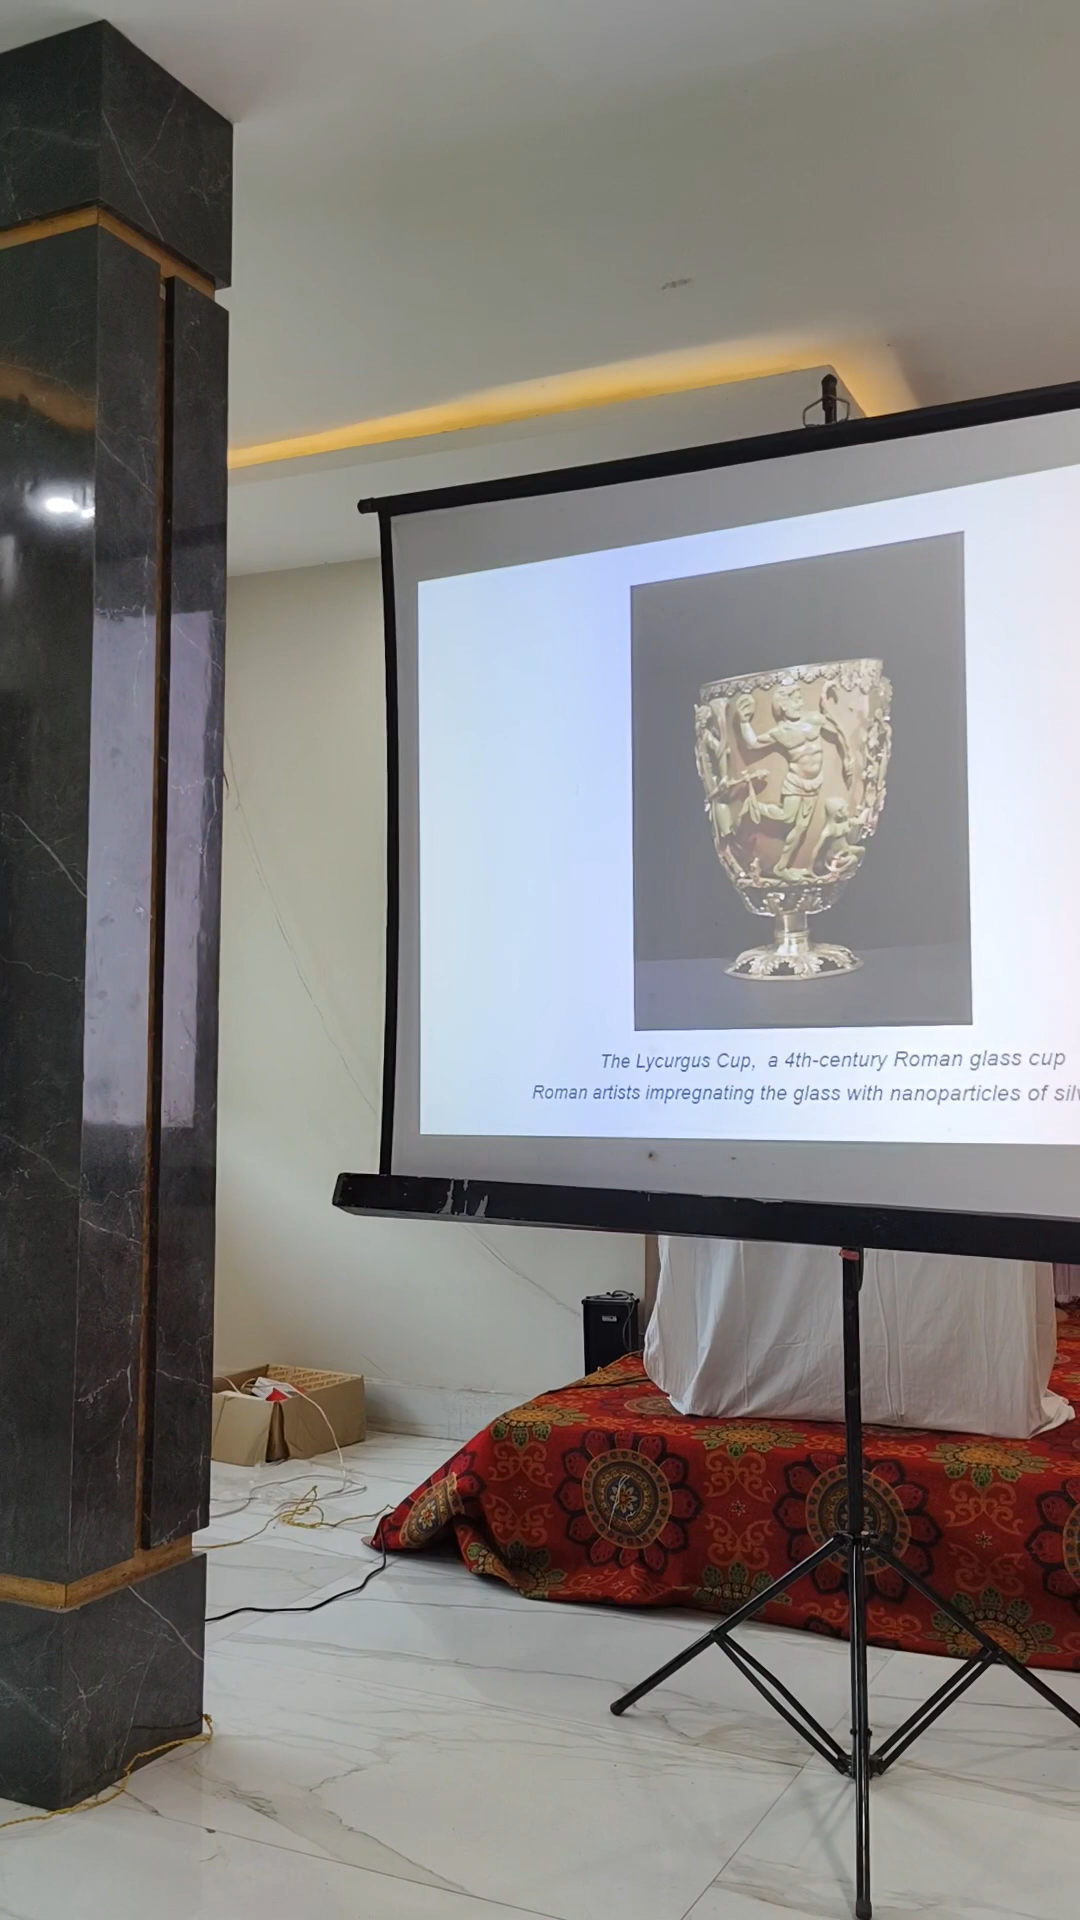 The Lycurgus Cup, a 4th-century Roman glass cup
Roman artists impregnating the glass with nanoparticles of